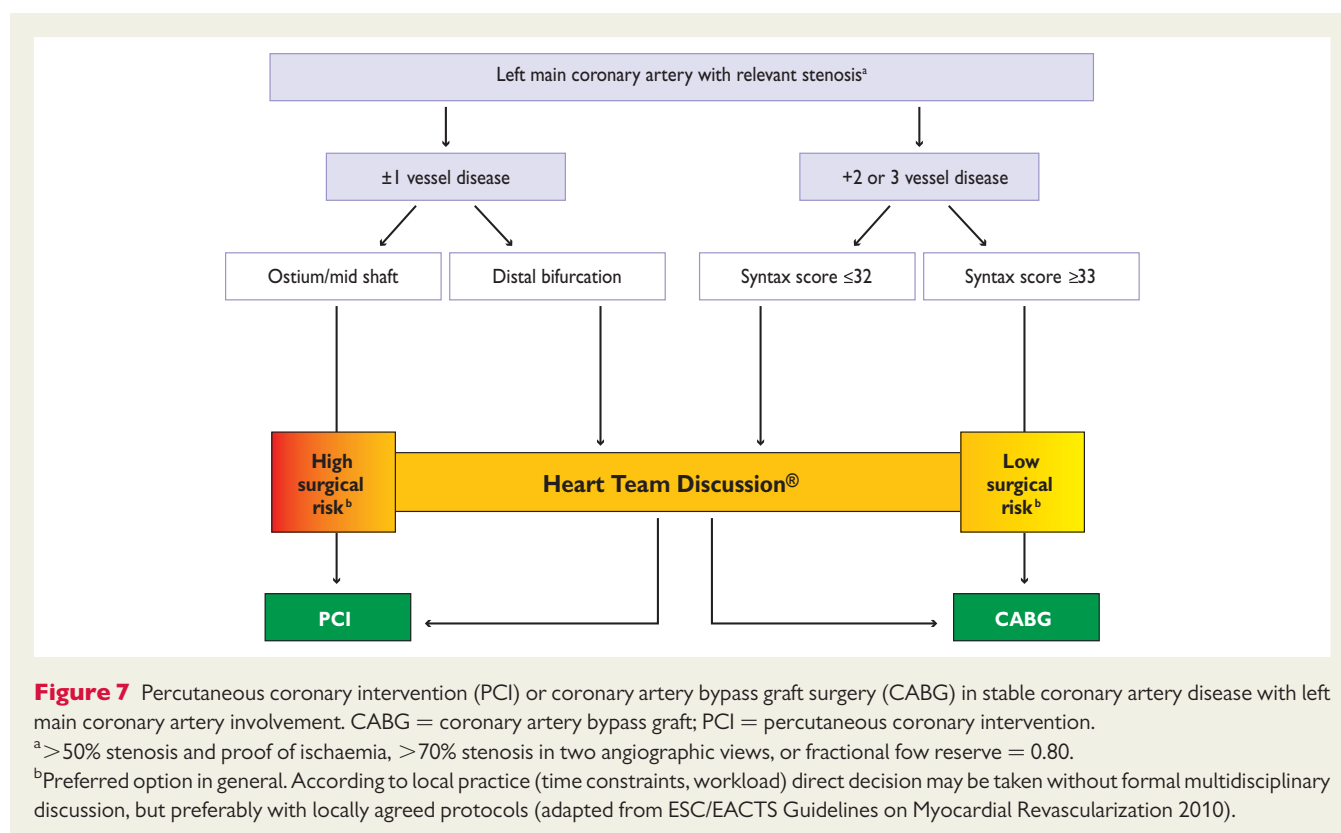 Left main coronary artery with relevant stenosisᵃ
±1 vessel disease
+2 or 3 vessel disease
Ostium/mid shaft
Distal bifurcation
Syntax score ≤32
Syntax score ≥33
High
surgical
riskᵇ
Heart Team Discussion®
Low
surgical
riskᵇ
PCI
CABG
Figure 7 Percutaneous coronary intervention (PCI) or coronary artery bypass graft surgery (CABG) in stable coronary artery disease with left
main coronary artery involvement. CABG = coronary artery bypass graft; PCI = percutaneous coronary intervention.
ᵃ>50% stenosis and proof of ischaemia, >70% stenosis in two angiographic views, or fractional fow reserve = 0.80.
ᵇPreferred option in general. According to local practice (time constraints, workload) direct decision may be taken without formal multidisciplinary
discussion, but preferably with locally agreed protocols (adapted from ESC/EACTS Guidelines on Myocardial Revascularization 2010).